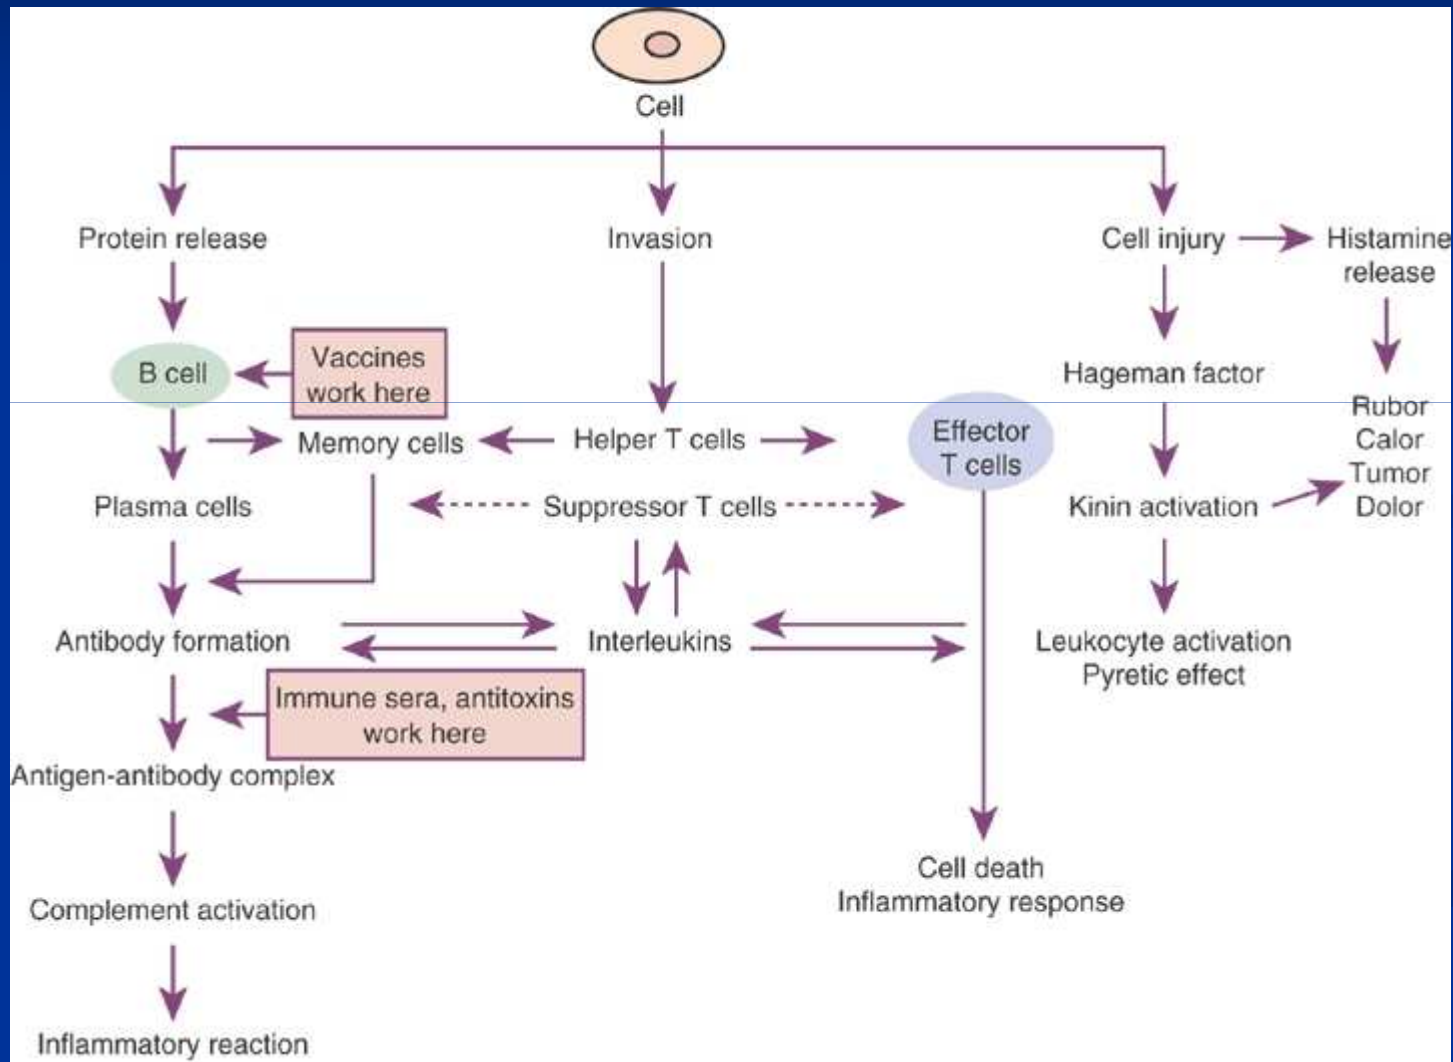 Cell
Protein release
Invasion
Cell injury
Histamine
release
B cell
Vaccines
work here
Hageman factor
Rubor
Calor
Tumor
Dolor
Memory cells
Helper T cells
Effector
T cells
Plasma cells
Suppressor T cells
Kinin activation
Antibody formation
Interleukins
Leukocyte activation
Pyretic effect
Immune sera, antitoxins
work here
Antigen-antibody complex
Cell death
Inflammatory response
Complement activation
Inflammatory reaction